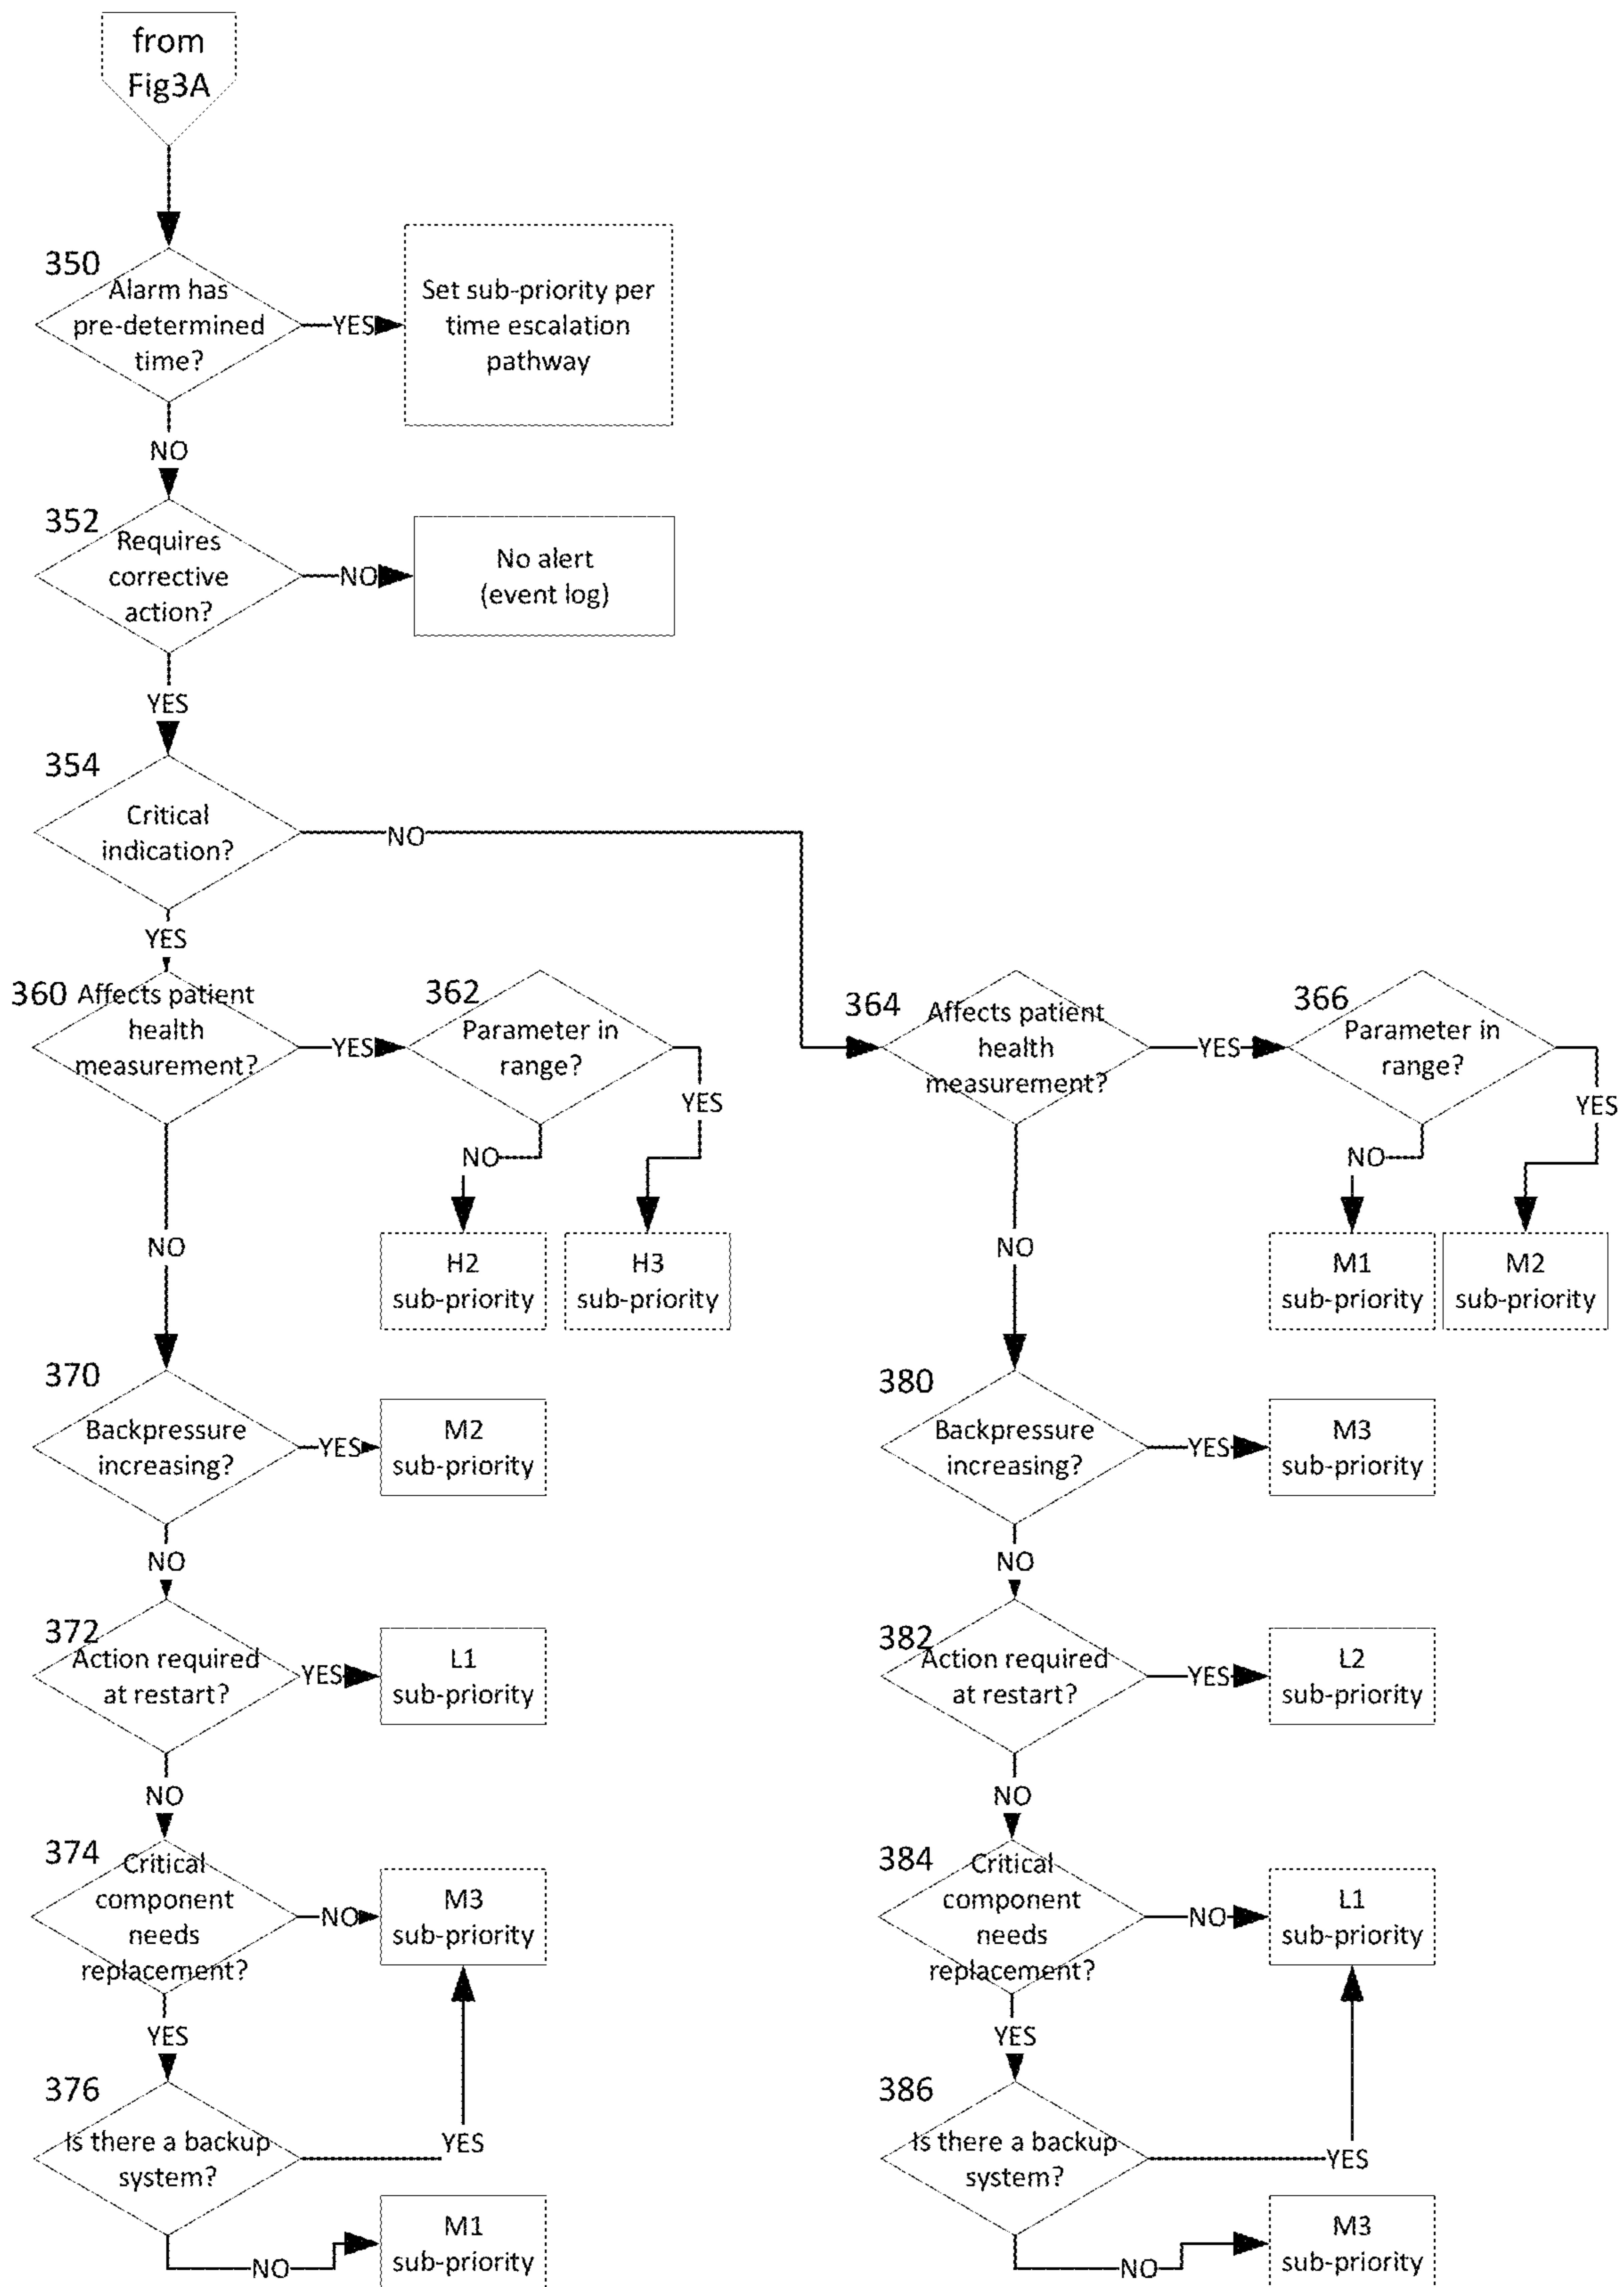 from
Fig3A
350
Alarm has
pre-determined
time?
YES
Set sub-priority per
time escalation
pathway
NO
352
Requires
corrective
action?
NO
No alert
(event log)
YES
354
Critical
indication?
NO
YES
360
Affects patient
health
measurement?
YES
362
Parameter in
range?
YES
NO
H2
sub-priority
H3
sub-priority
364
Affects patient
health
measurement?
YES
366
Parameter in
range?
YES
NO
M1
sub-priority
M2
sub-priority
NO
NO
370
Backpressure
increasing?
YES
M2
sub-priority
380
Backpressure
increasing?
YES
M3
sub-priority
NO
NO
372
Action required
at restart?
YES
L1
sub-priority
382
Action required
at restart?
YES
L2
sub-priority
NO
NO
374
Critical
component
needs
replacement?
NO
M3
sub-priority
384
Critical
component
needs
replacement?
NO
L1
sub-priority
YES
YES
376
Is there a backup
system?
YES
386
Is there a backup
system?
YES
NO
M1
sub-priority
NO
M3
sub-priority